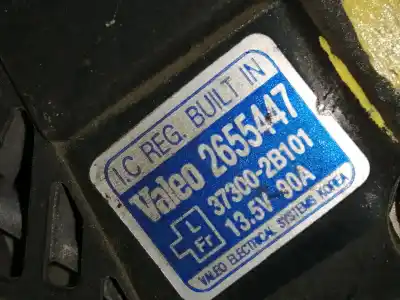 I.C REG. BUILT IN
Valeo 2655447
37300-2B101
L
FR 13.5V 90A
VALEO ELECTRICAL SYSTEMS KOREA